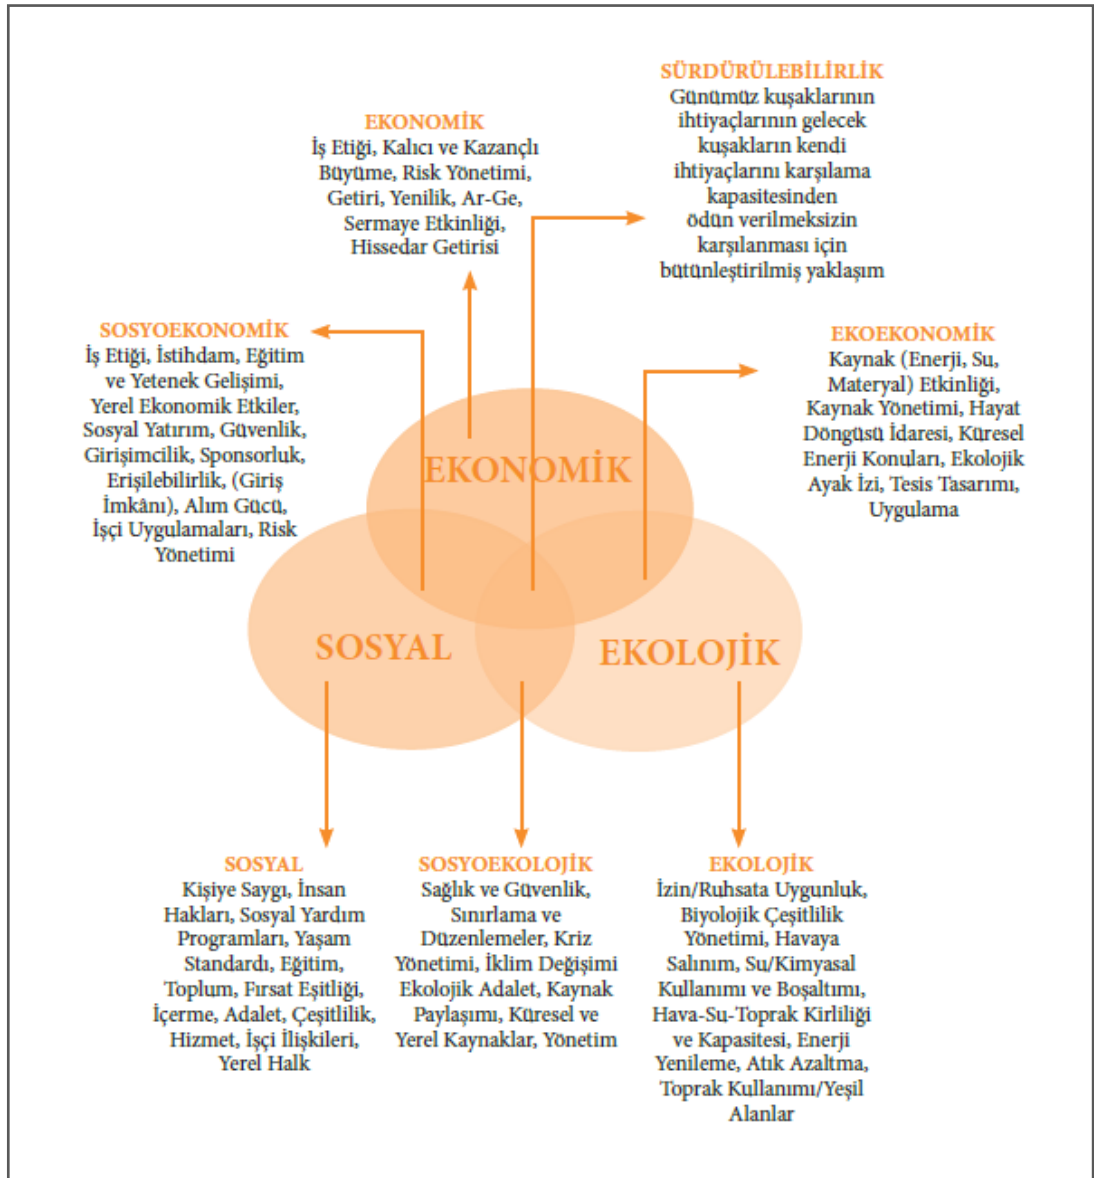 SÜRDÜRÜLEBİLİRLİK
Günümüz kuşaklarının
ihtiyaçlarının gelecek
kuşakların kendi
ihtiyaçlarını karşılama
kapasitesinden
ödün verilmeksizin
karşılanması için
bütünleştirilmiş yaklaşım
EKONOMİK
İş Etiği, Kalıcı ve Kazançlı
Büyüme, Risk Yönetimi,
Getiri, Yenilik, Ar-Ge,
Sermaye Etkinliği,
Hissedar Getirisi
SOSYOEKONOMİK
İş Etiği, İstihdam, Eğitim
ve Yetenek Gelişimi,
Yerel Ekonomik Etkiler,
Sosyal Yatırım, Güvenlik,
Girişimcilik, Sponsorluk,
Erişilebilirlik, (Giriş
İmkânı), Alım Gücü,
İşçi Uygulamaları, Risk
Yönetimi
EKOEKONOMİK
Kaynak (Enerji, Su,
Materyal) Etkinliği,
Kaynak Yönetimi, Hayat
Döngüsü İdaresi, Küresel
Enerji Konuları, Ekolojik
Ayak İzi, Tesis Tasarımı,
Uygulama
EKONOMİK
SOSYAL
EKOLOJİK
SOSYAL
Kişiye Saygı, İnsan
Hakları, Sosyal Yardım
Programları, Yaşam
Standardı, Eğitim,
Toplum, Fırsat Eşitliği,
İçerme, Adalet, Çeşitlilik,
Hizmet, İşçi İlişkileri,
Yerel Halk
SOSYOEKOLOJİK
Sağlık ve Güvenlik,
Sınırlama ve
Düzenlemeler, Kriz
Yönetimi, İklim Değişimi
Ekolojik Adalet, Kaynak
Paylaşımı, Küresel ve
Yerel Kaynaklar, Yönetim
EKOLOJİK
İzin/Ruhsata Uygunluk,
Biyolojik Çeşitlilik
Yönetimi, Havaya
Salınım, Su/Kimyasal
Kullanımı ve Boşaltımı,
Hava-Su-Toprak Kirliliği
ve Kapasitesi, Enerji
Yenileme, Atık Azaltma,
Toprak Kullanımı/Yeşil
Alanlar